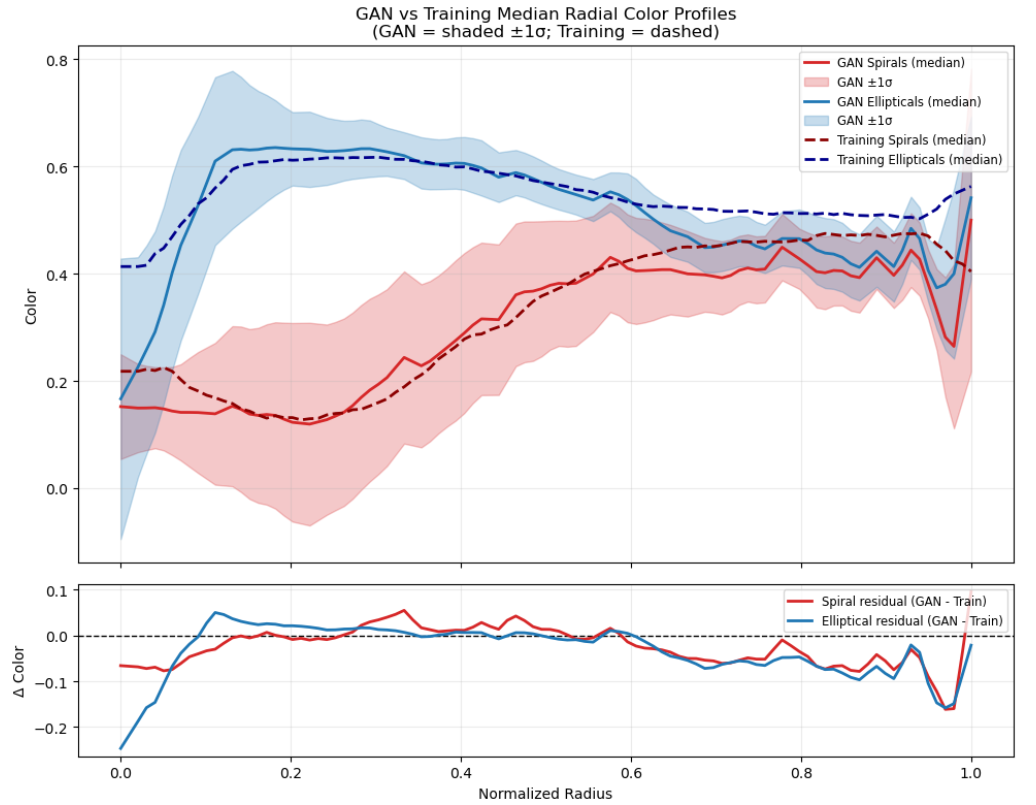 GAN vs Training Median Radial Color Profiles
(GAN = shaded ±1σ; Training = dashed)
Color
0.8
0.6
0.4
0.2
0.0
GAN Spirals (median)
GAN ±1σ
GAN Ellipticals (median)
GAN ±1σ
Training Spirals (median)
Training Ellipticals (median)
Δ Color
0.1
0.0
−0.1
−0.2
Spiral residual (GAN - Train)
Elliptical residual (GAN - Train)
0.0 0.2 0.4 0.6 0.8 1.0
Normalized Radius